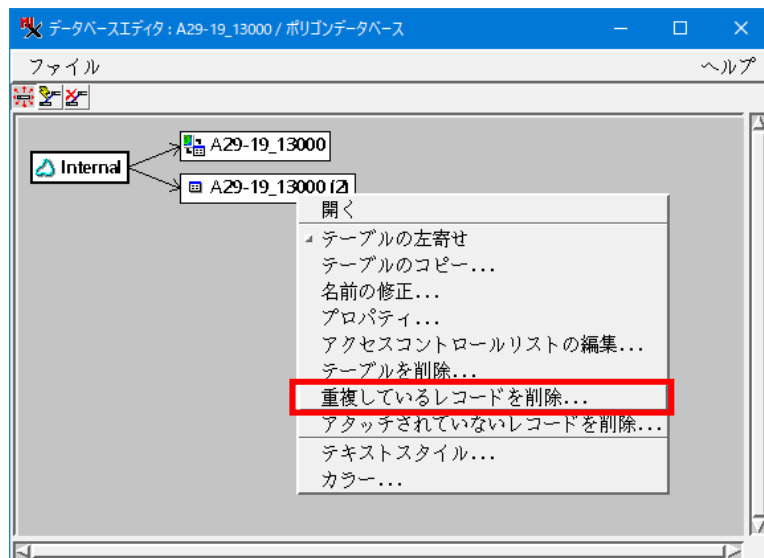 データベースエディタ : A29-19_13000 / ポリゴンデータベース
ファイル ヘルプ
A29-19_13000
Internal
A29-19_13000 (2)
開く
テーブルの左寄せ
テーブルのコピー...
名前の修正...
プロパティ...
アクセスコントロールリストの編集...
テーブルを削除...
重複しているレコードを削除...
アタッチされていないレコードを削除...
テキストスタイル...
カラー...